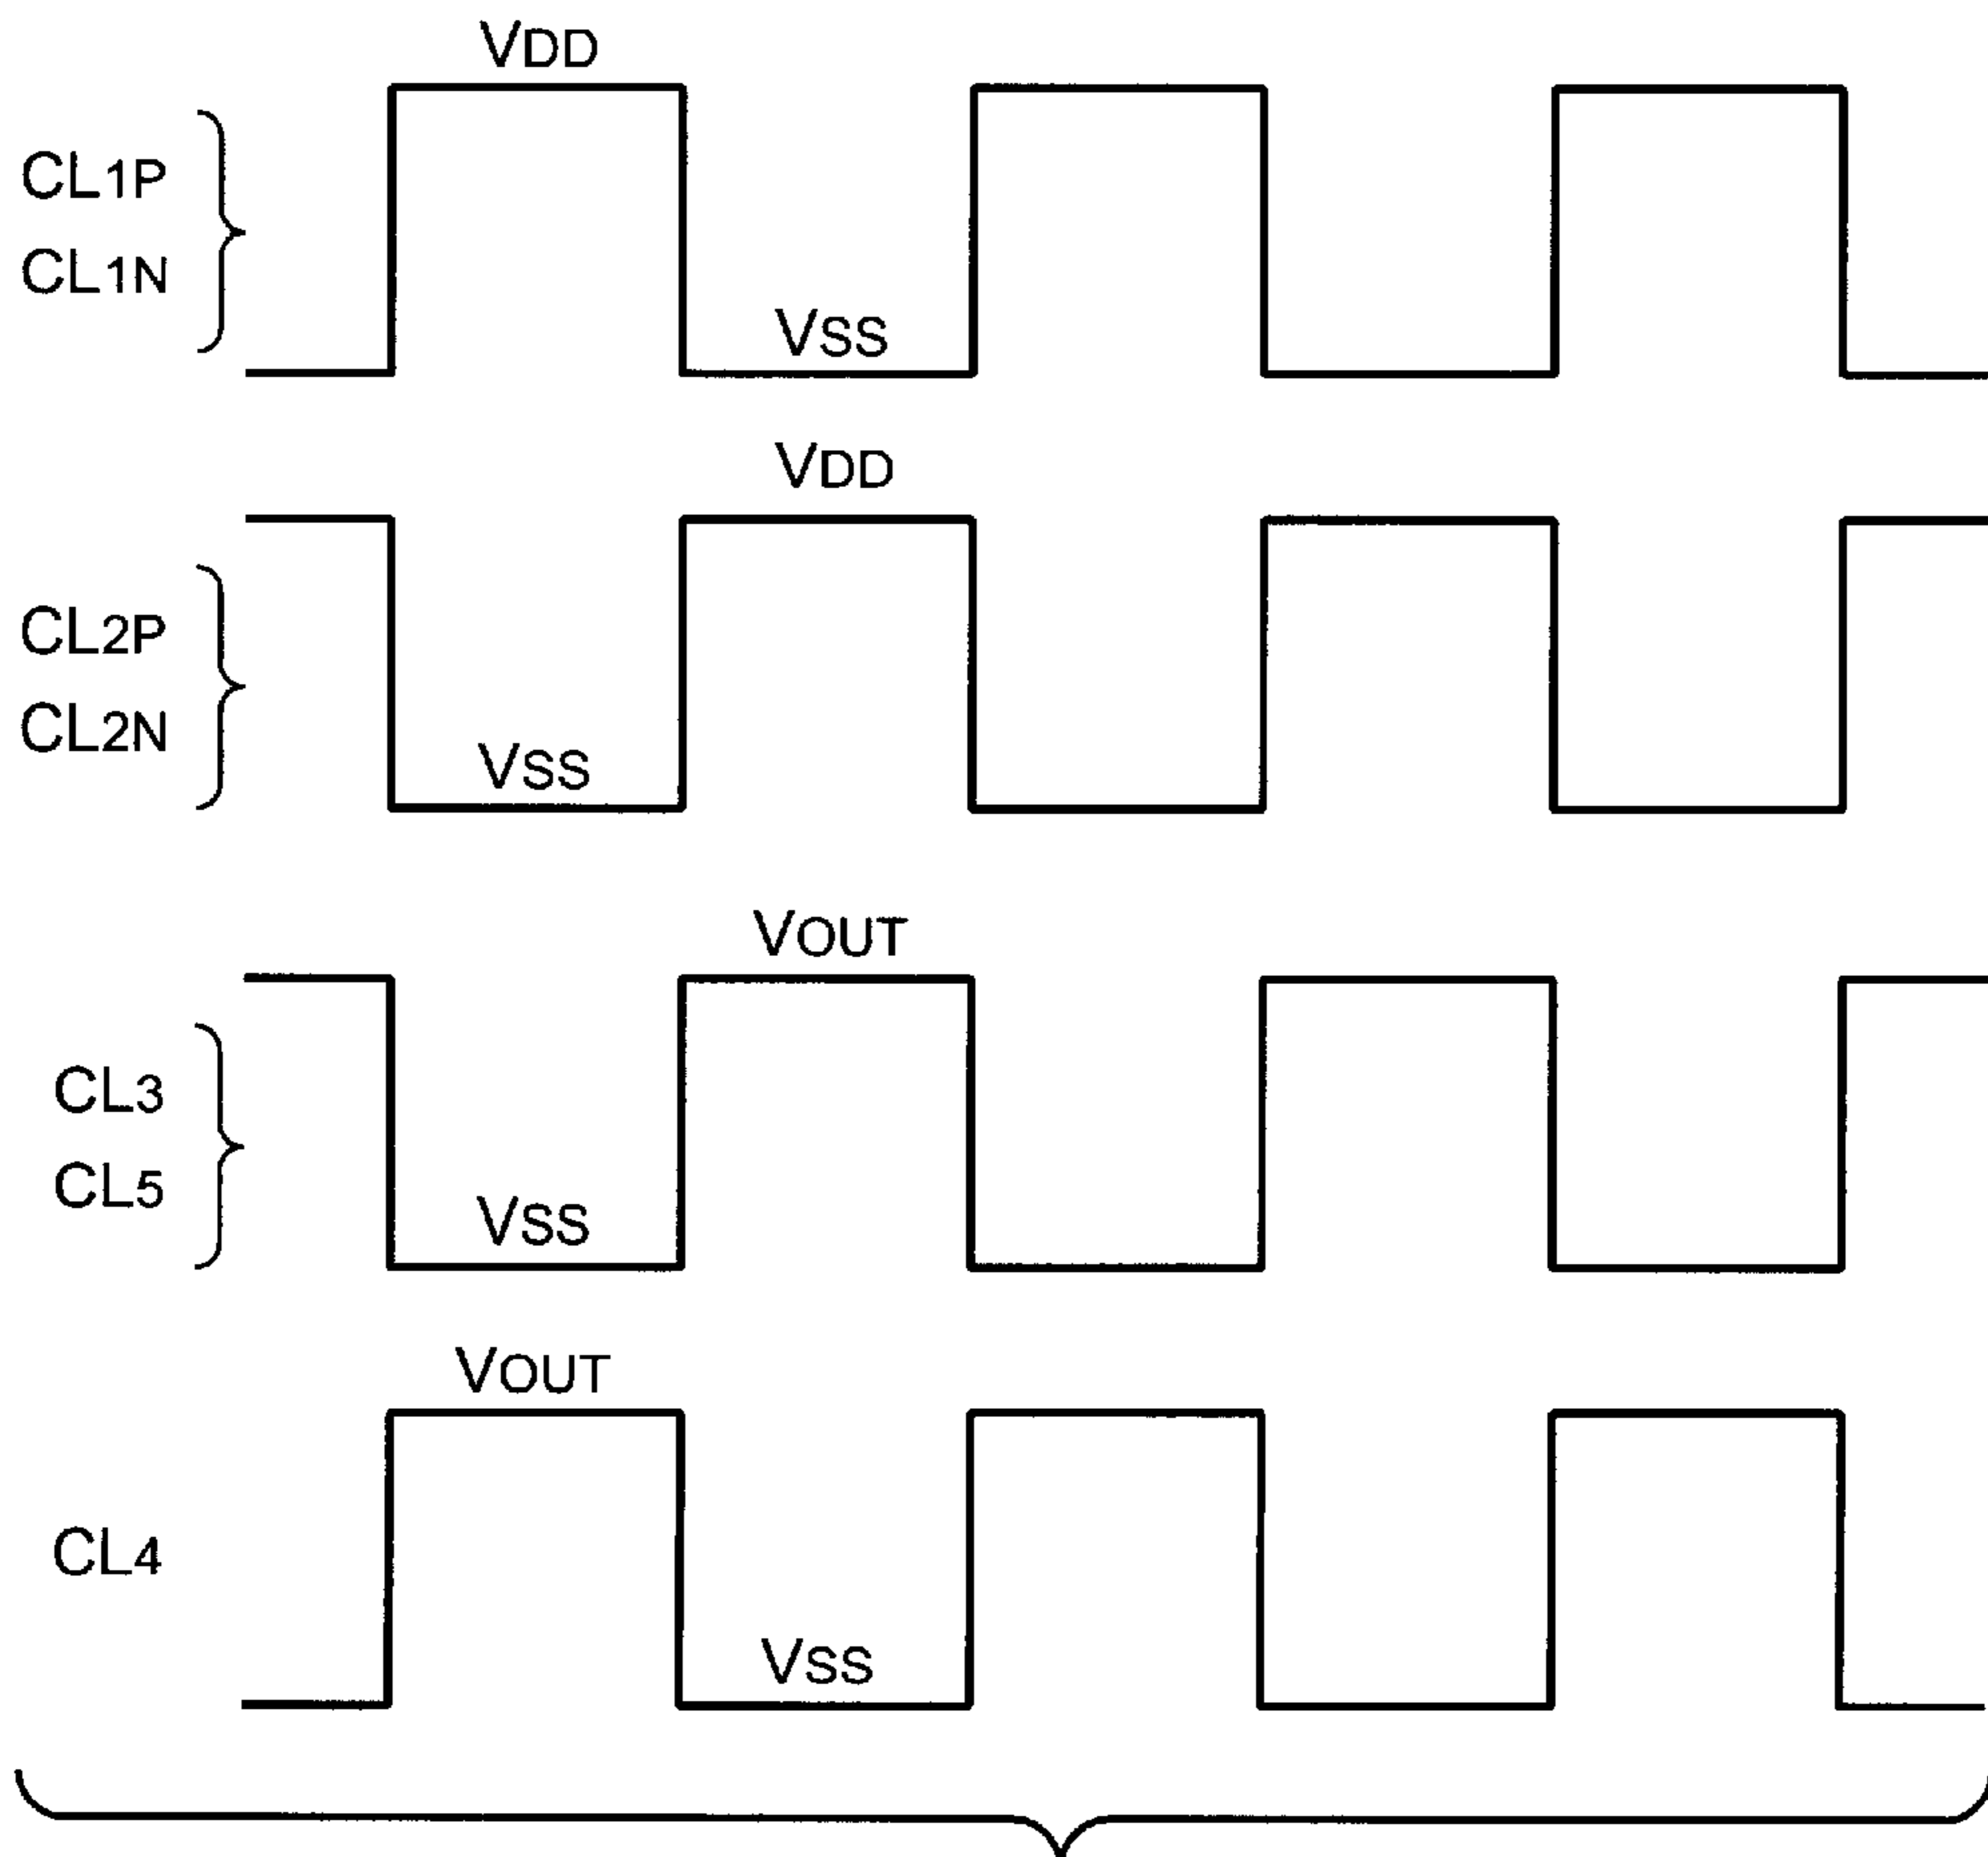 VDD
CL1P
CL1N
VSS
VDD
CL2P
CL2N
VSS
VOUT
CL3
CL5
VSS
VOUT
CL4
VSS